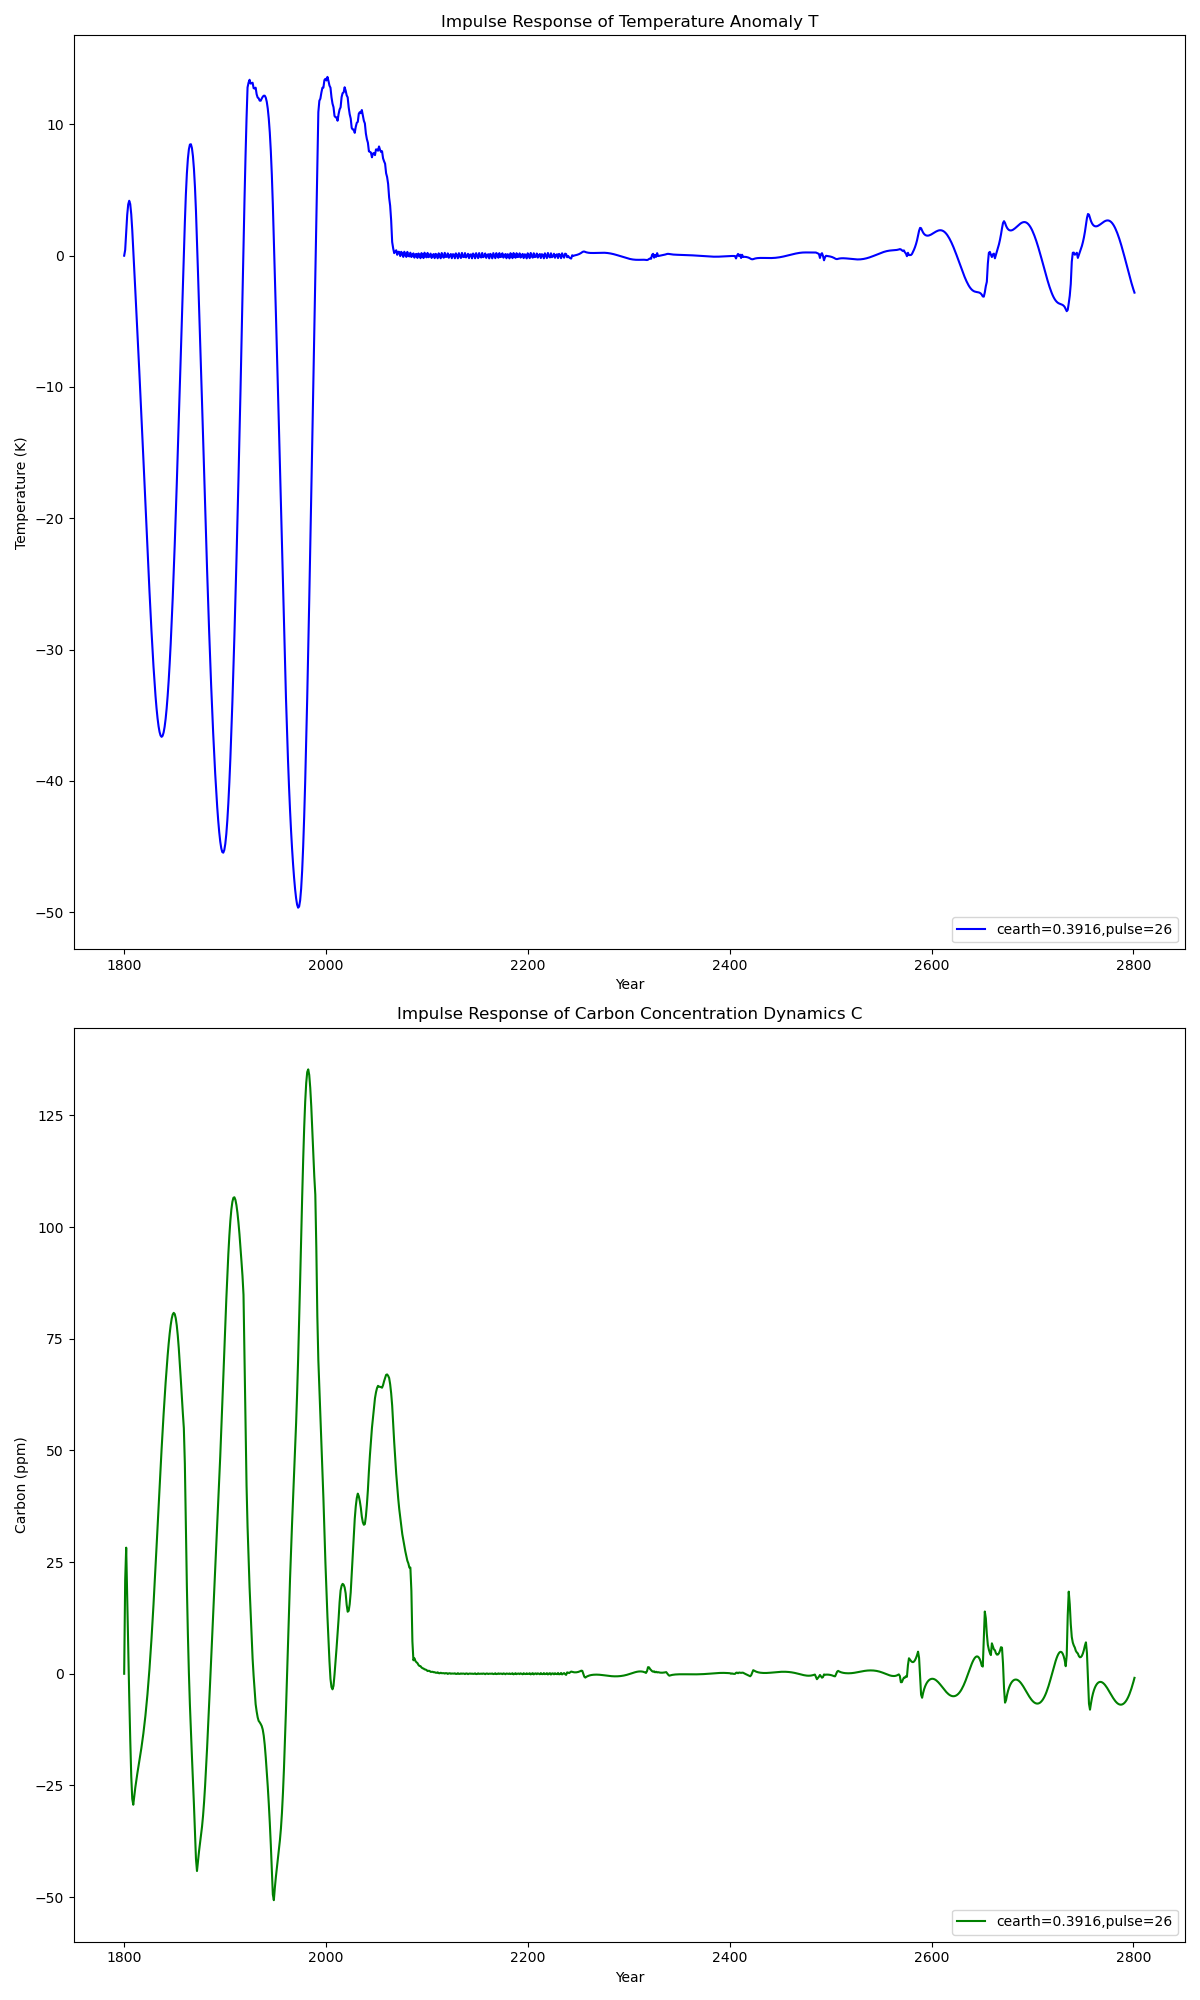 Impulse Response of Temperature Anomaly T
Temperature (K)
10
0
−10
−20
−30
−40
−50
cearth=0.3916,pulse=26
1800 2000 2200 2400 2600 2800
Year
Impulse Response of Carbon Concentration Dynamics C
Carbon (ppm)
125
100
75
50
25
0
−25
−50
cearth=0.3916,pulse=26
1800 2000 2200 2400 2600 2800
Year